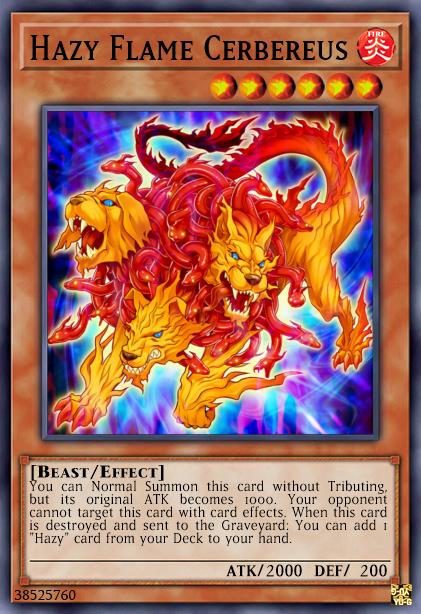 Hazy Flame Cerbereus
FIRE
炎
[Beast/Effect]
You can Normal Summon this card without Tributing,
but its original ATK becomes 1000. Your opponent
cannot target this card with card effects. When this card
is destroyed and sent to the Graveyard: You can add 1
"Hazy" card from your Deck to your hand.
ATK/2000 DEF/ 200
38525760